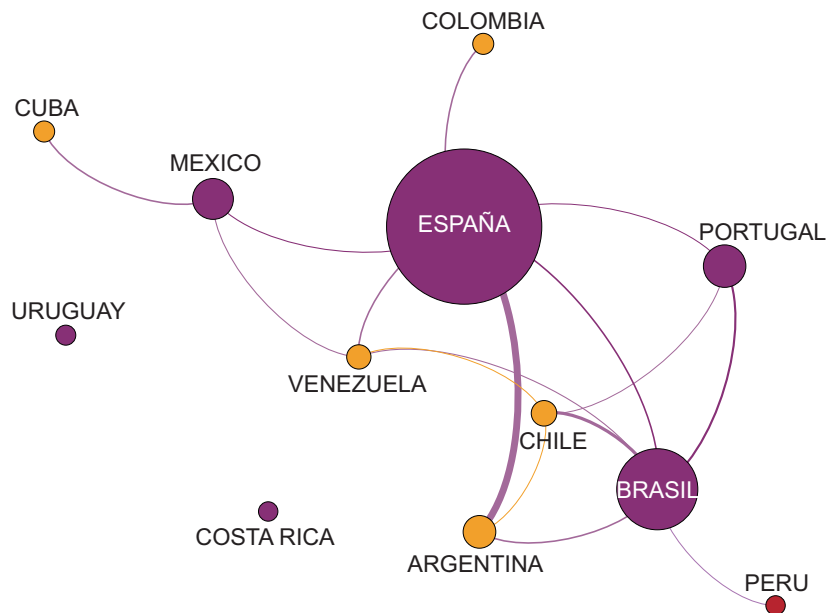 COLOMBIA
CUBA
MEXICO
ESPAÑA
PORTUGAL
URUGUAY
VENEZUELA
CHILE
BRASIL
COSTA RICA
ARGENTINA
PERU